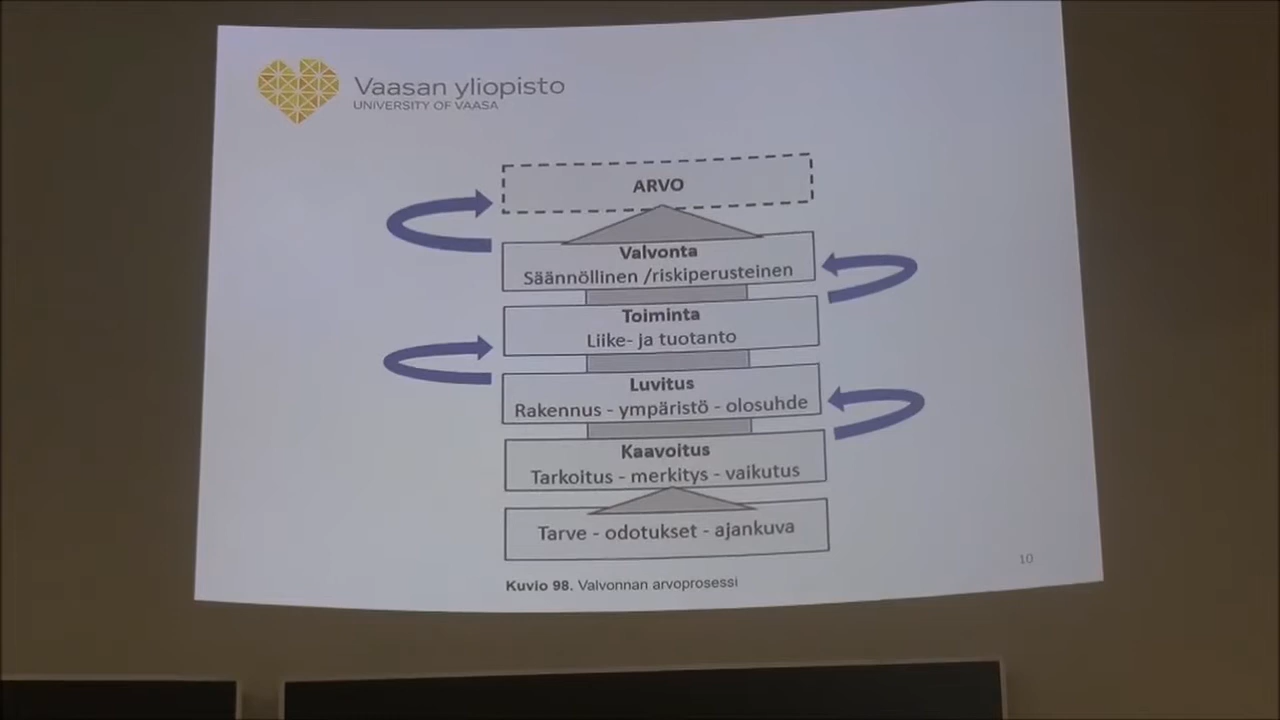 Vaasan yliopisto
UNIVERSITY OF VAASA
ARVO
Valvonta
Säännöllinen /riskiperusteinen
Toiminta
Liike- ja tuotanto
Luvitus
Rakennus - ympäristö - olosuhde
Kaavoitus
Tarkoitus - merkitys - vaikutus
Tarve - odotukset - ajankuva
10
Kuvio 98. Valvonnan arvoprosessi